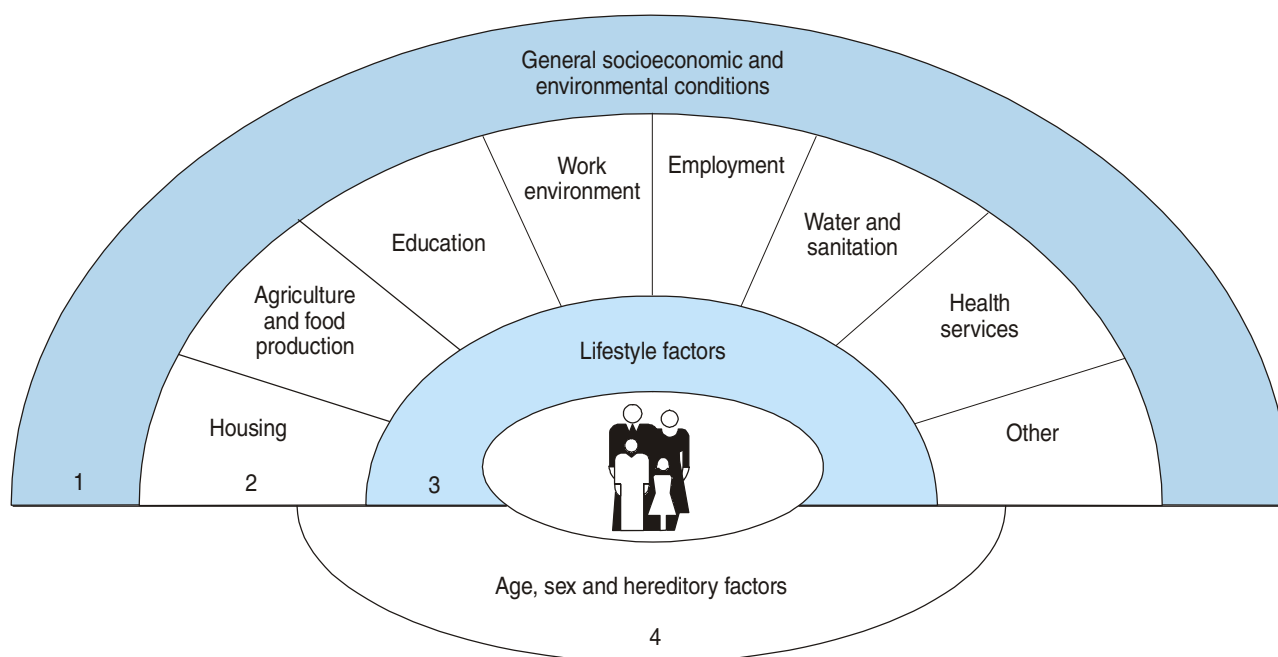 General socioeconomic and
environmental conditions
Work
environment
Employment
Education
Water and
sanitation
Agriculture
and food
production
Health
services
Lifestyle factors
Housing
Other
1
2
3
Age, sex and hereditory factors
4